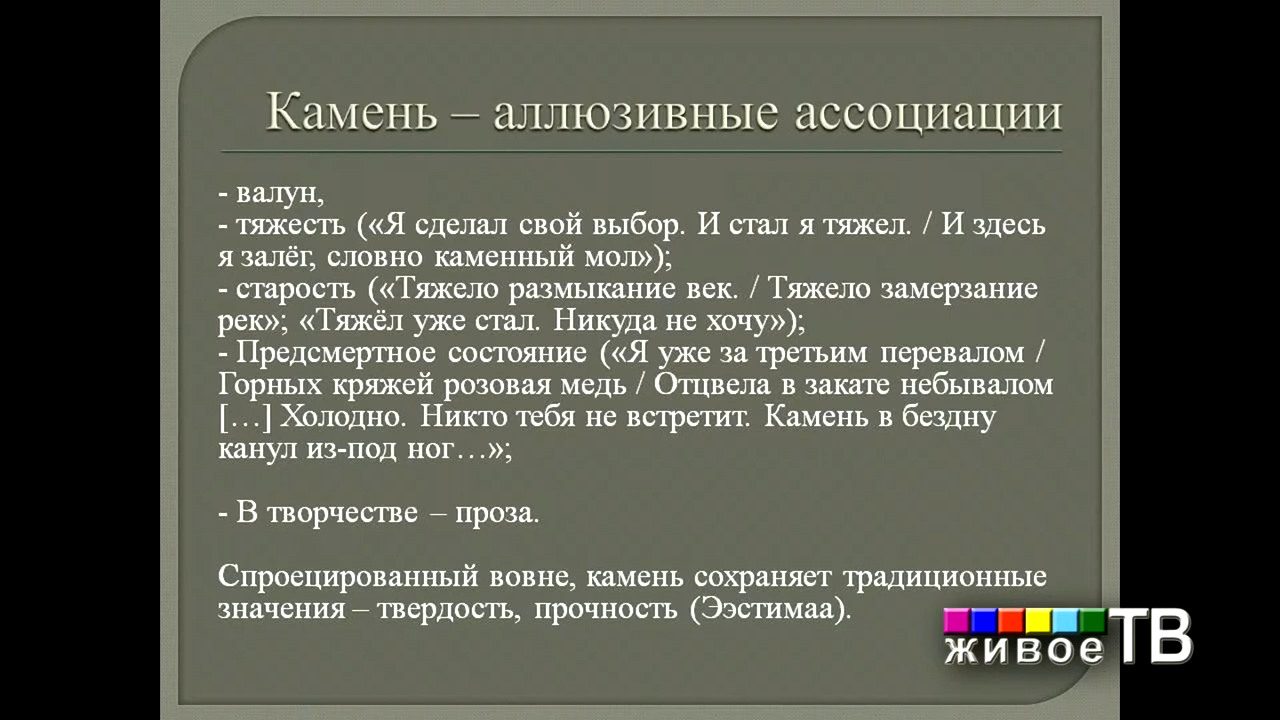 Камень – аллюзивные ассоциации
- валун,
- тяжесть («Я сделал свой выбор. И стал я тяжел. / И здесь
я залёг, словно каменный мол»);
- старость («Тяжело размыкание век. / Тяжело замерзание
рек»; «Тяжёл уже стал. Никуда не хочу»);
- Предсмертное состояние («Я уже за третьим перевалом /
Горных кряжей розовая медь / Отцвела в закате небывалом
[…] Холодно. Никто тебя не встретит. Камень в бездну
канул из-под ног…»;
- В творчестве – проза.
Спроецированный вовне, камень сохраняет традиционные
значения – твердость, прочность (Ээстимаа).
живое ТВ